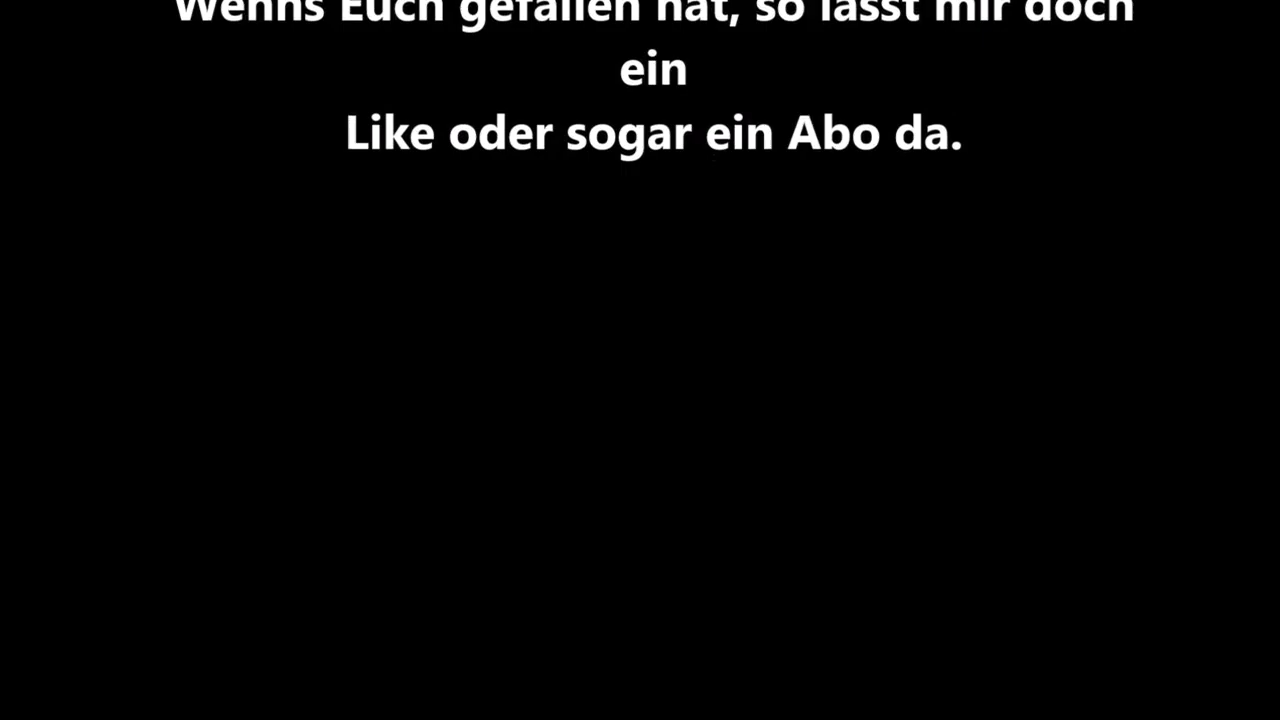 Wenns Euch gefallen hat, so lasst mir doch
ein
Like oder sogar ein Abo da.